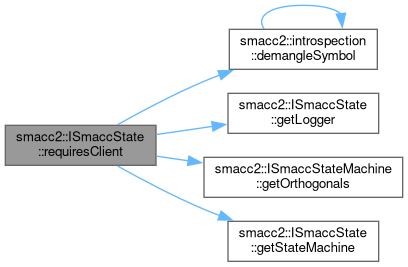 smacc2::ISmaccState
::requiresClient
smacc2::introspection
::demangleSymbol
smacc2::ISmaccState
::getLogger
smacc2::ISmaccStateMachine
::getOrthogonals
smacc2::ISmaccState
::getStateMachine